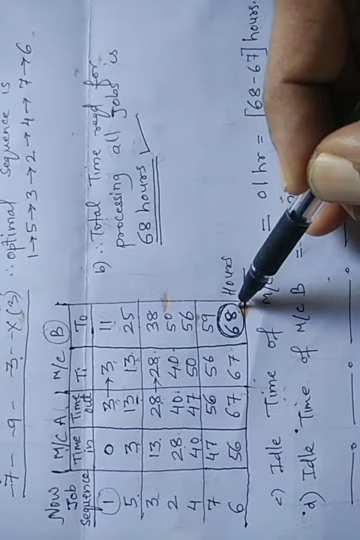 -7- -9- -3- -X(3) ∴ optimal sequence is
1→5→3→2→4→7→6.
Now M/C A M/C (B)
Job sequence Time in Time out Ti To
(1) 0 3 → 3 11
5 3 13 13 25
3 13 28 → 28 38
2 28 40 40 50
4 40 47 50 56
7 47 56 56
6 56 67 67 68 Hours
b) ∴ Total Time reqd for
processing all jobs is
68 hours ✓
c) Idle Time of M/C = 01 hr = [68-67] hours.
d) Idle Time of M/C B =